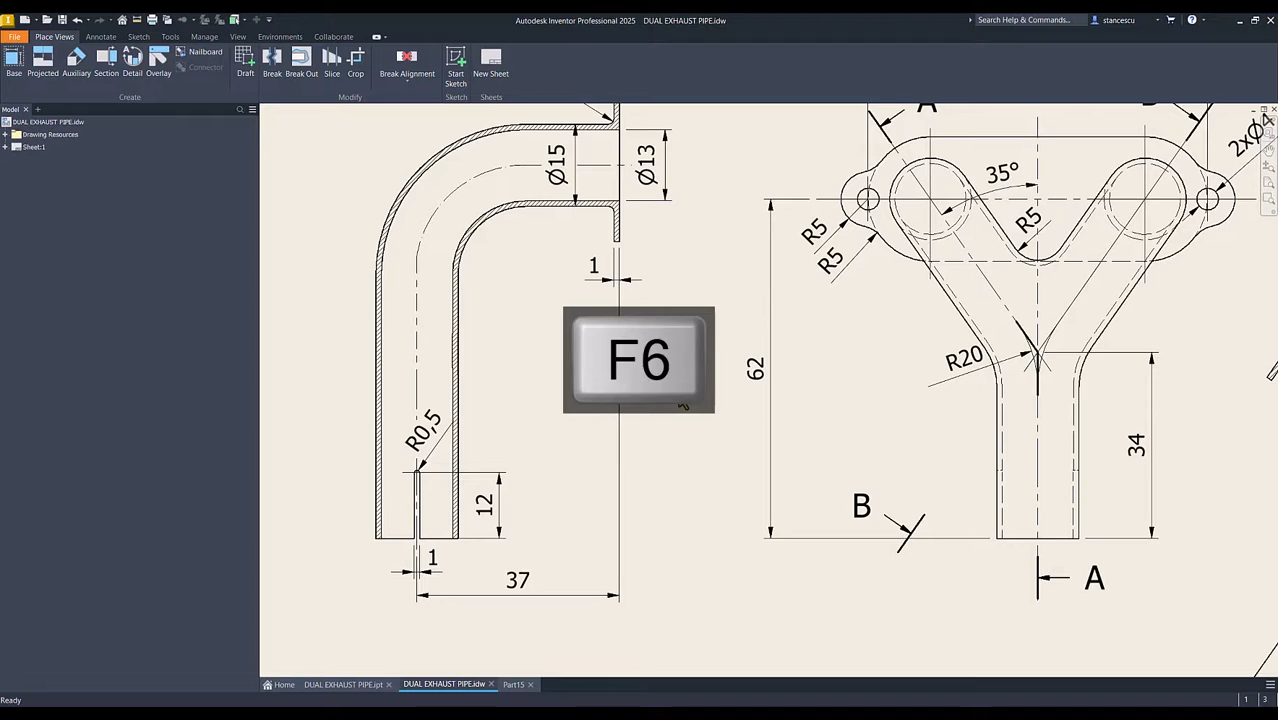 Autodesk Inventor Professional 2025 DUAL EXHAUST PIPE.idw
Search Help & Commands...
stancescu
File Place Views Annotate Sketch Tools Manage View Environments Collaborate
Base Projected Auxiliary Section Detail Overlay
Nailboard
Connector
Draft Break Break Out Slice Crop
Break Alignment
Start Sketch
New Sheet
Create Modify Sketch Sheets
Model
DUAL EXHAUST PIPE.idw
Drawing Resources
Sheet:1
A
2xØ
Ø15
Ø13
35°
R5
R5
R5
1
F6
62
R20
R0,5
34
12
B
1
37
A
Home DUAL EXHAUST PIPE.ipt DUAL EXHAUST PIPE.idw Part15
Ready
1 3